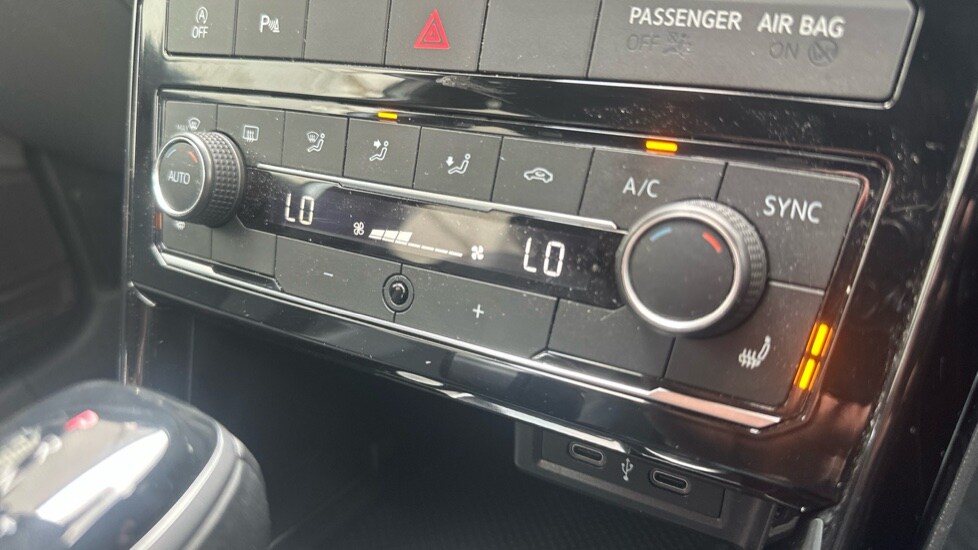 A
OFF
P
PASSENGER AIR BAG
OFF ON
MAX
AUTO
A/C
SYNC
LO
LO
-
+